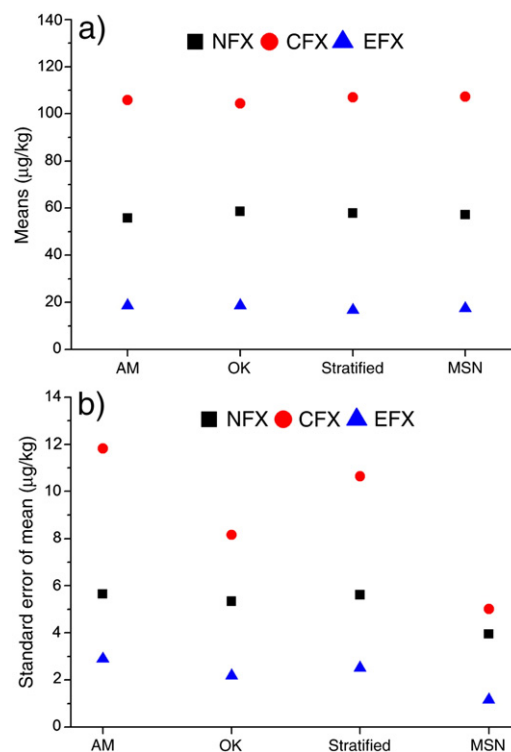 a)
NFX CFX EFX
140
120
100
80
60
40
20
0
Means (µg/kg)
AM OK Stratified MSN
b)
NFX CFX EFX
14
12
10
8
6
4
2
0
Standard error of mean (µg/kg)
AM OK Stratified MSN